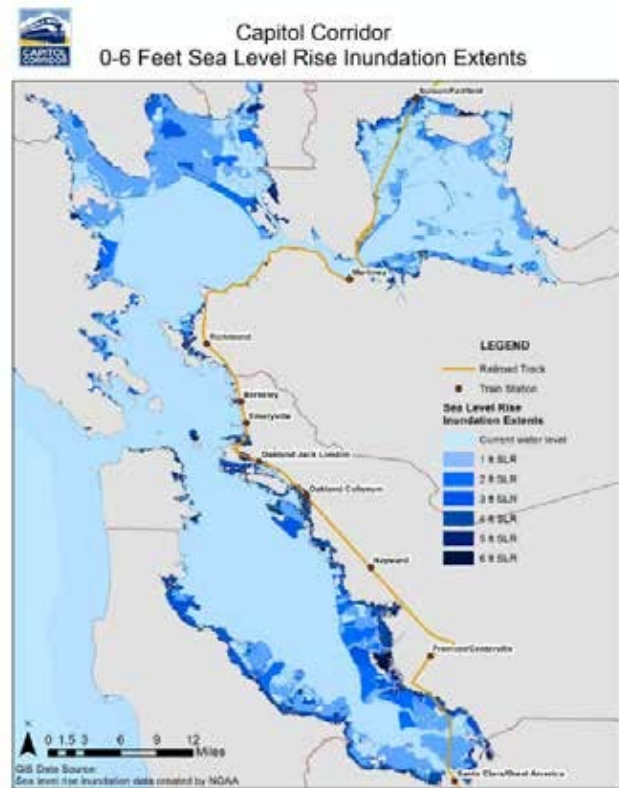 CAPITOL
CORRIDOR
Capitol Corridor
0-6 Feet Sea Level Rise Inundation Extents
Suisun/Fairfield
Martinez
Richmond
Berkeley
Emeryville
Oakland Jack London
Oakland Coliseum
Hayward
Fremont/Centerville
Santa Clara/Great America
LEGEND
Railroad Track
Train Station
Sea Level Rise
Inundation Extents
Current water level
1 ft SLR
2 ft SLR
3 ft SLR
4 ft SLR
5 ft SLR
6 ft SLR
N
0 1.5 3 6 9 12
Miles
GIS Data Source:
Sea level rise inundation data created by NOAA